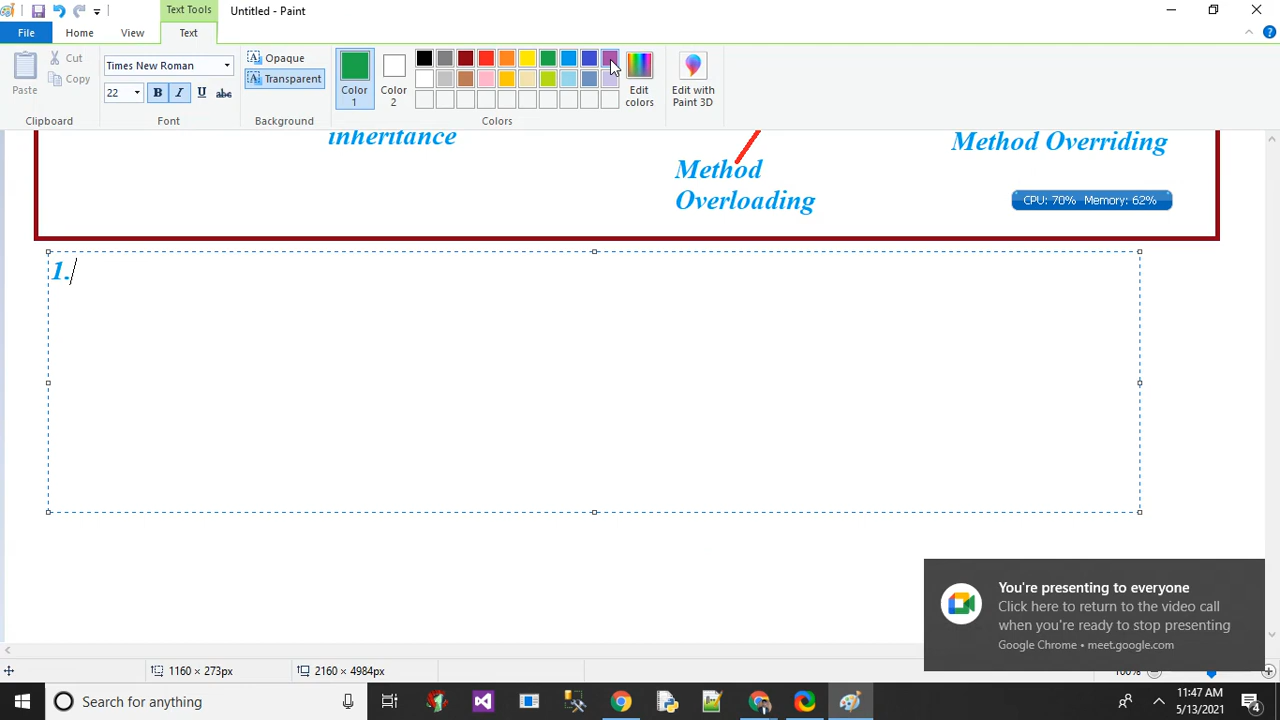 Text Tools
Untitled - Paint
File
Home
View
Text
Paste
Cut
Copy
Times New Roman
22
B I U abc
Opaque
Transparent
Color 1
Color 2
Edit colors
Edit with Paint 3D
Clipboard
Font
Background
Colors
inheritance
Method Overloading
Method Overriding
CPU: 70% Memory: 62%
1.
You're presenting to everyone
Click here to return to the video call
when you're ready to stop presenting
Google Chrome • meet.google.com
1160 × 273px
2160 × 4984px
100%
Search for anything
11:47 AM
5/13/2021
4